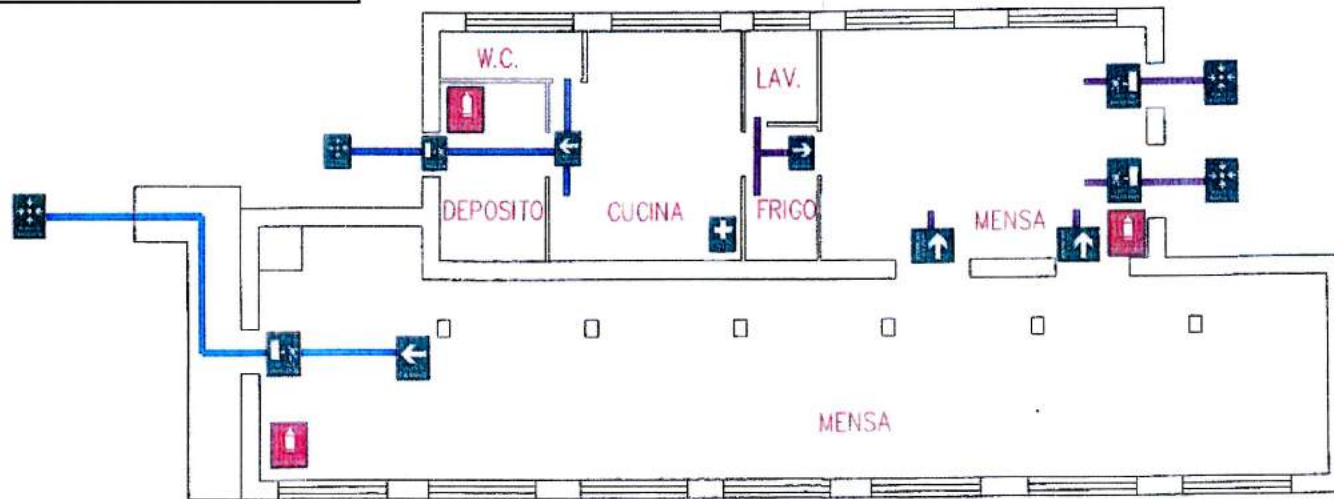 W.C.
LAV.
DEPOSITO
CUCINA
FRIGO
MENSA
MENSA